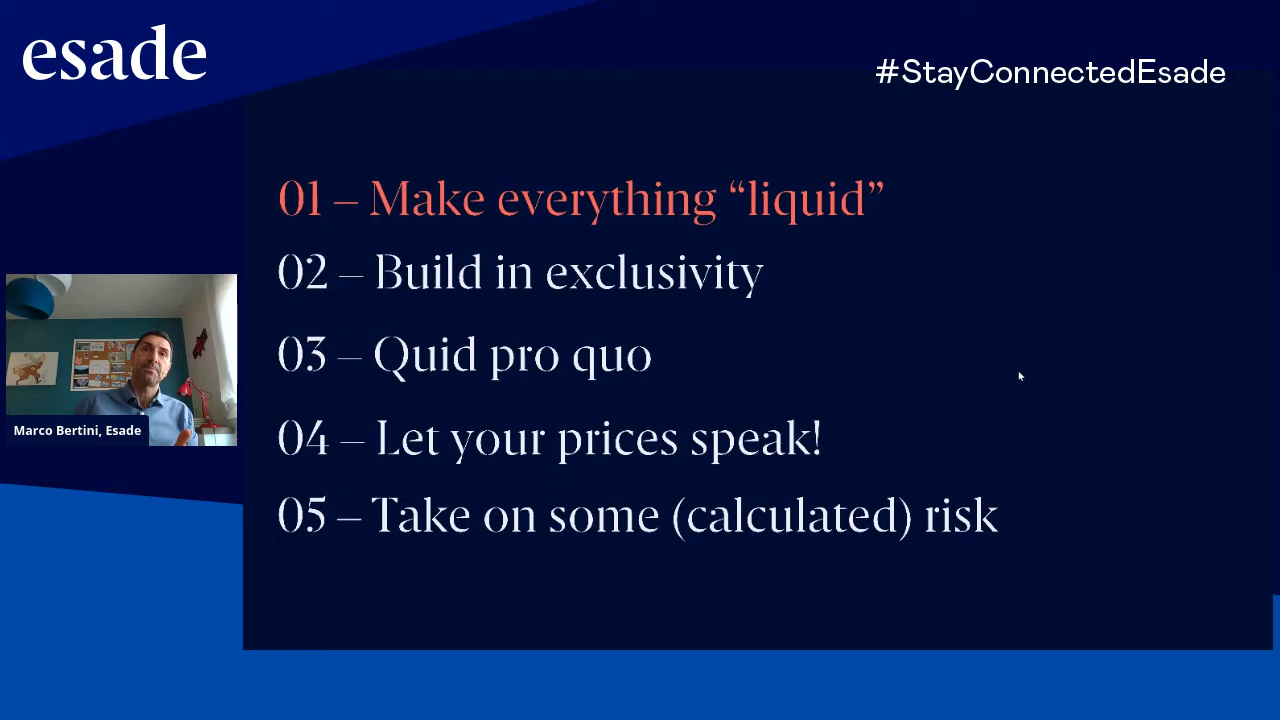 esade
#StayConnectedEsade
01 – Make everything “liquid”
02 – Build in exclusivity
03 – Quid pro quo
04 – Let your prices speak!
05 – Take on some (calculated) risk
Marco Bertini, Esade